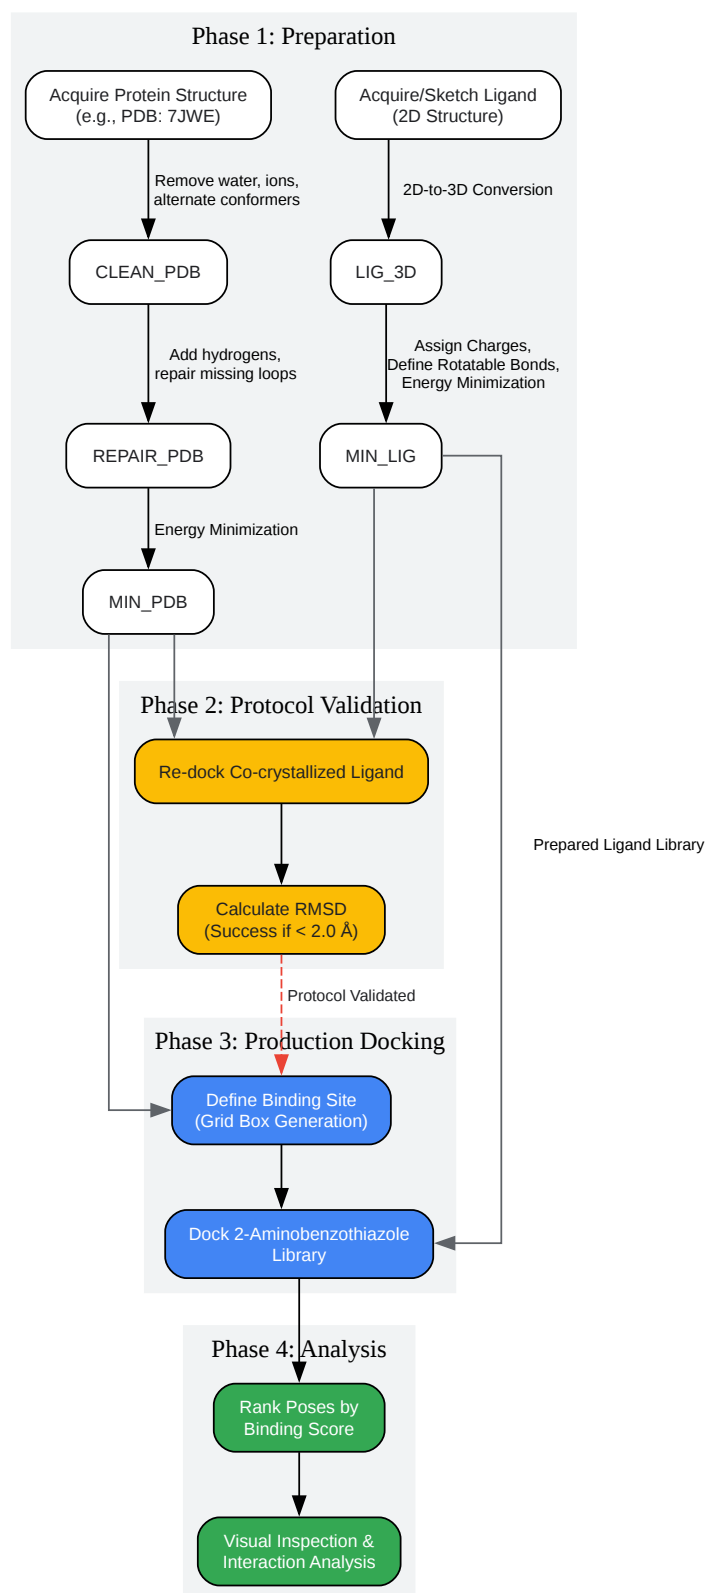 Phase 1: Preparation
Acquire Protein Structure
(e.g., PDB: 7JWE)
Acquire/Sketch Ligand
(2D Structure)
Remove water, ions,
alternate conformers
2D-to-3D Conversion
CLEAN_PDB
LIG_3D
Add hydrogens,
repair missing loops
Assign Charges,
Define Rotatable Bonds,
Energy Minimization
REPAIR_PDB
MIN_LIG
Energy Minimization
MIN_PDB
Phase 2: Protocol Validation
Re-dock Co-crystallized Ligand
Prepared Ligand Library
Calculate RMSD
(Success if < 2.0 Å)
Protocol Validated
Phase 3: Production Docking
Define Binding Site
(Grid Box Generation)
Dock 2-Aminobenzothiazole
Library
Phase 4: Analysis
Rank Poses by
Binding Score
Visual Inspection &
Interaction Analysis